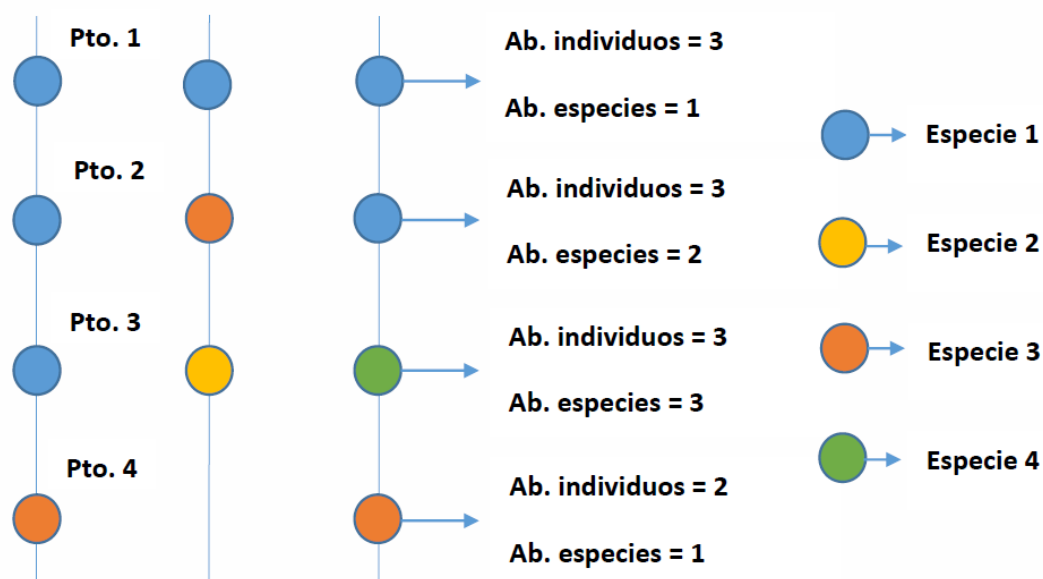 Pto. 1
Ab. individuos = 3
Ab. especies = 1
Pto. 2
Ab. individuos = 3
Ab. especies = 2
Pto. 3
Ab. individuos = 3
Ab. especies = 3
Pto. 4
Ab. individuos = 2
Ab. especies = 1
Especie 1
Especie 2
Especie 3
Especie 4